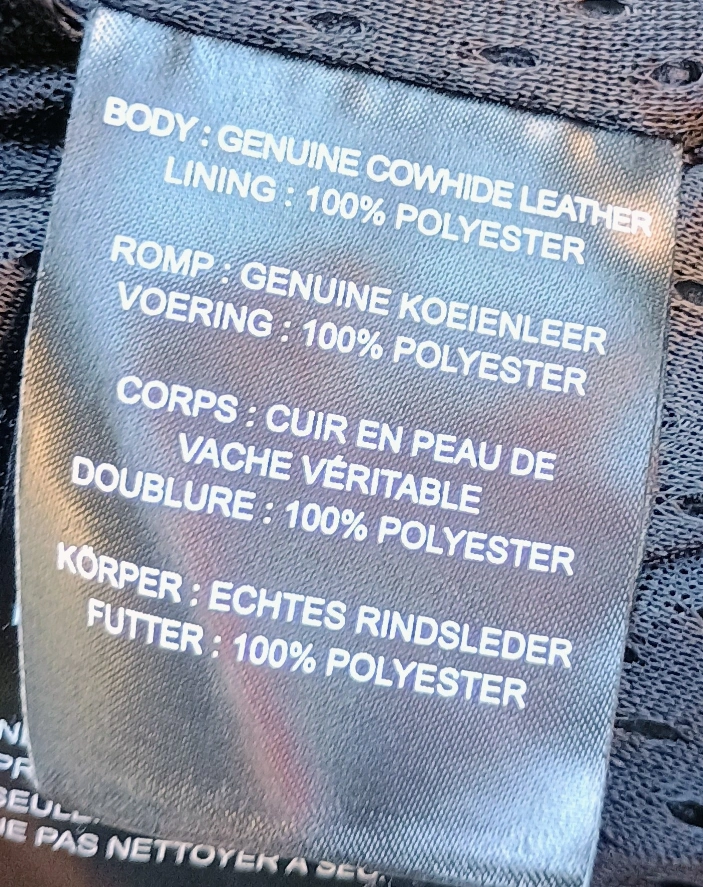 BODY : GENUINE COWHIDE LEATHER
LINING : 100% POLYESTER
ROMP : GENUINE KOEIENLEER
VOERING : 100% POLYESTER
CORPS : CUIR EN PEAU DE
VACHE VÉRITABLE
DOUBLURE : 100% POLYESTER
KÖRPER : ECHTES RINDSLEDER
FUTTER : 100% POLYESTER
NE PAS NETTOYER A SEC.